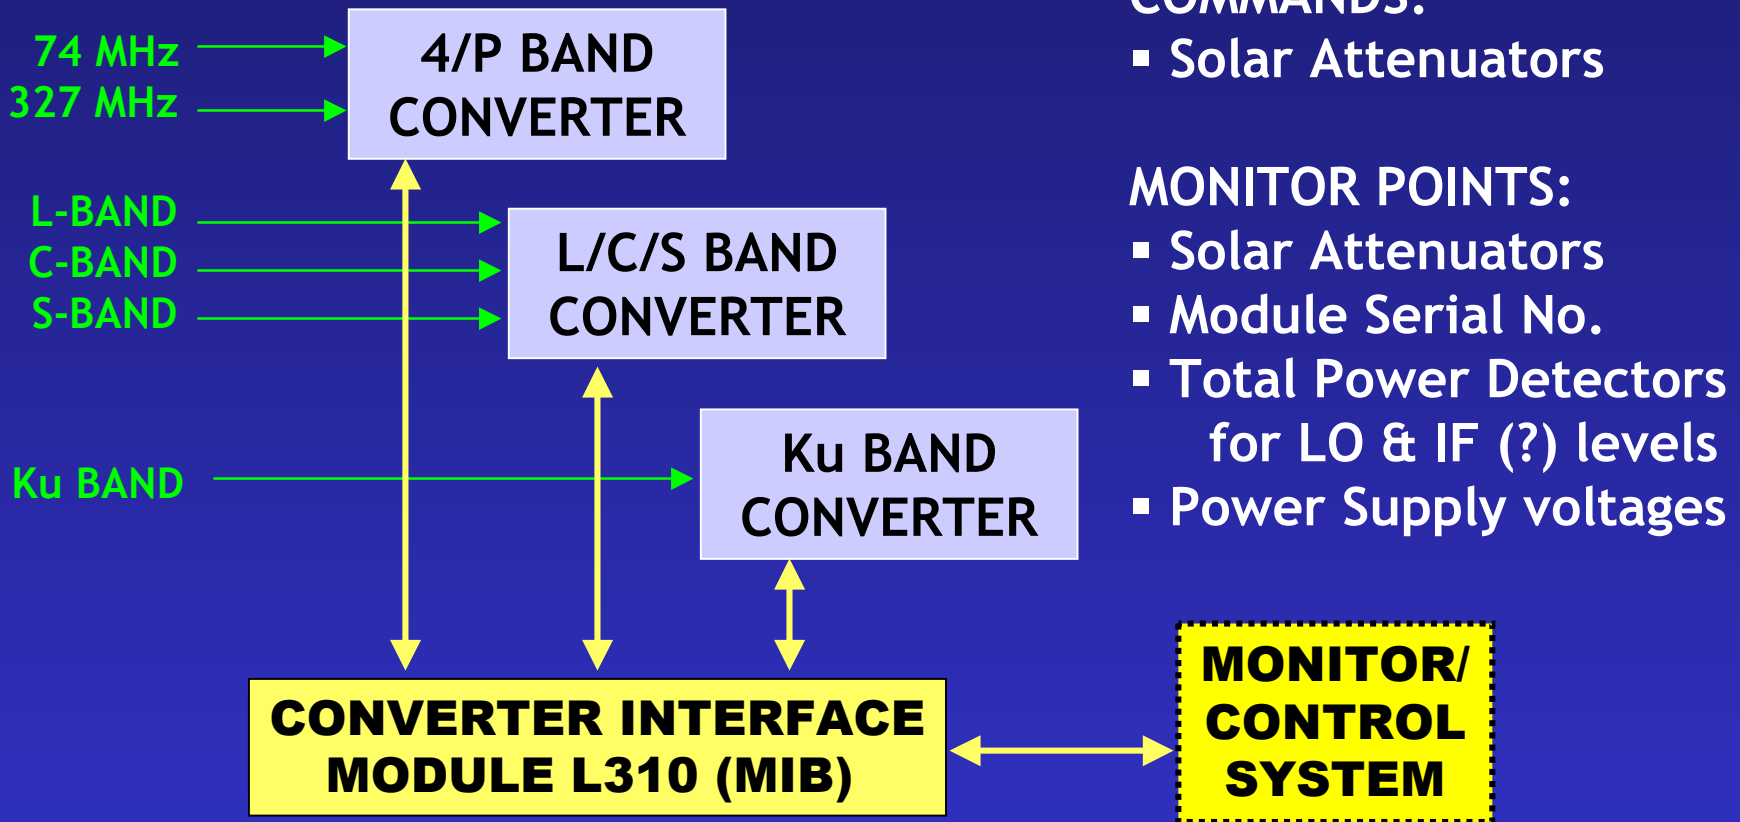 74 MHz
327 MHz
4/P BAND
CONVERTER
L-BAND
C-BAND
S-BAND
L/C/S BAND
CONVERTER
Ku BAND
Ku BAND
CONVERTER
CONVERTER INTERFACE
MODULE L310 (MIB)
MONITOR/
CONTROL
SYSTEM
COMMANDS:
▪ Solar Attenuators
MONITOR POINTS:
▪ Solar Attenuators
▪ Module Serial No.
▪ Total Power Detectors
for LO & IF (?) levels
▪ Power Supply voltages